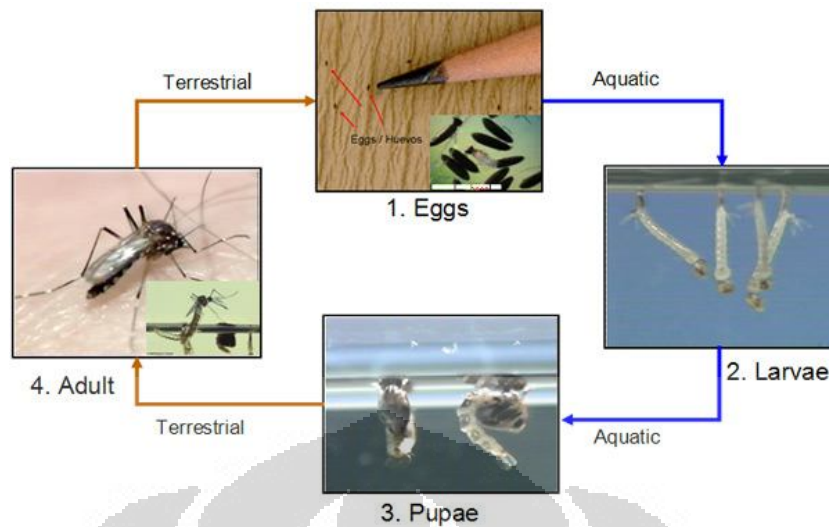 Terrestrial
Aquatic
Eggs / Huevos
1. Eggs
4. Adult
2. Larvae
Terrestrial
Aquatic
3. Pupae